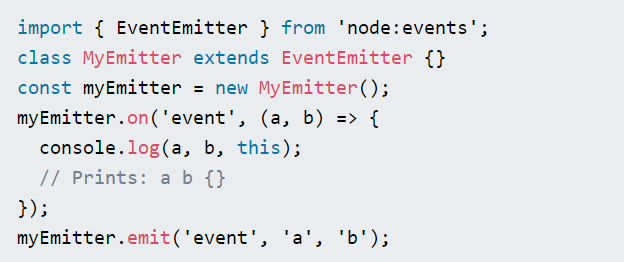 import { EventEmitter } from 'node:events';
class MyEmitter extends EventEmitter {}
const myEmitter = new MyEmitter();
myEmitter.on('event', (a, b) => {
  console.log(a, b, this);
  // Prints: a b {}
});
myEmitter.emit('event', 'a', 'b');